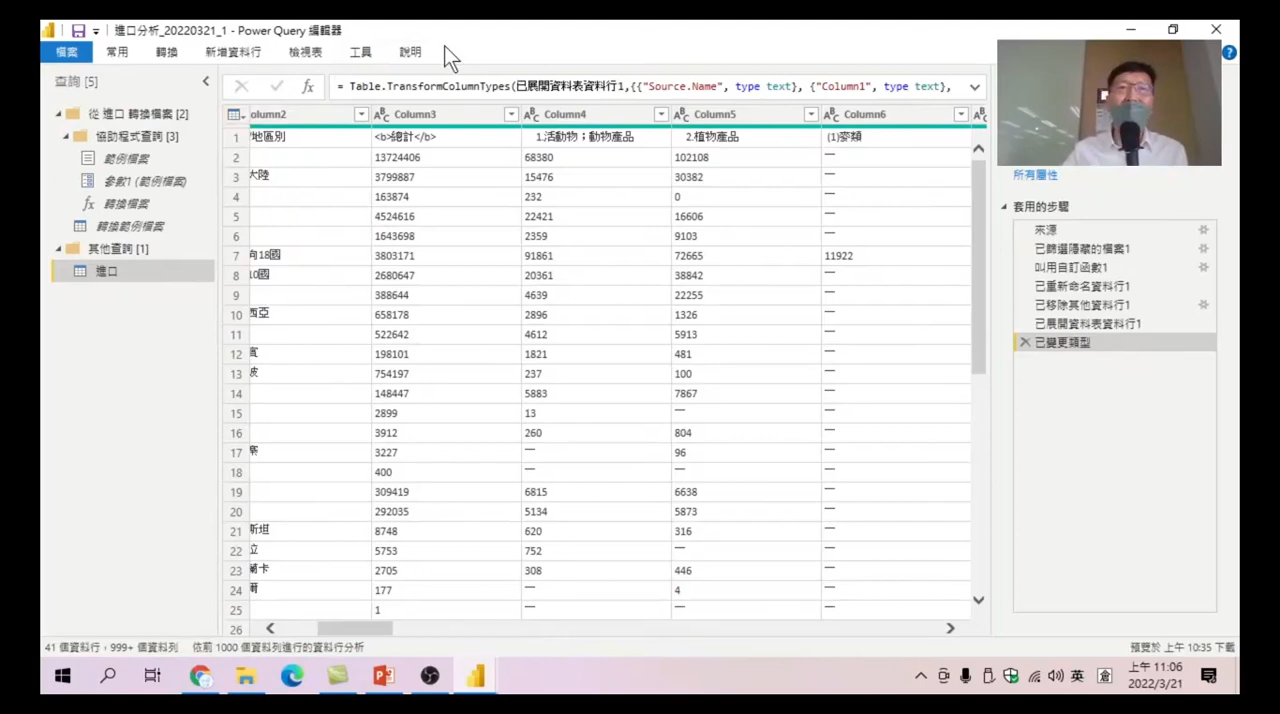 進口分析_20220321_1 - Power Query 編輯器
檔案 常用 轉換 新增資料行 檢視表 工具 說明
查詢 [5]
fx = Table.TransformColumnTypes(已展開資料表資料行1,{{"Source.Name", type text}, {"Column1", type text},
從 進口 轉換檔案 [2]
協助程式查詢 [3]
範例檔案
參數1 (範例檔案)
fx 轉換檔案
轉換範例檔案
其他查詢 [1]
進口
olumn2 Column3 Column4 Column5 Column6
1 地區別 <b>總計</b> 1.活動物；動物產品 2.植物產品 (1)麥類
2 13724406 68380 102108 —
3 大陸 3799887 15476 30382 —
4 163874 232 0 —
5 4524616 22421 16606 —
6 1643698 2359 9103 —
7 向18國 3803171 91861 72665 11922
8 10國 2680647 20361 38842 —
9 388644 4639 22255 —
10 西亞 658178 2896 1326 —
11 522642 4612 5913 —
12 賓 198101 1821 481 —
13 坡 754197 237 100 —
14 148447 5883 7867 —
15 2899 13 — —
16 3912 260 804 —
17 寨 3227 — 96 —
18 400 — — —
19 309419 6815 6638 —
20 292035 5134 5873 —
21 斯坦 8748 620 316 —
22 立 5753 752 — —
23 蘭卡 2705 308 446 —
24 爾 177 — 4 —
25 1 — — —
26
所有屬性
套用的步驟
來源
已篩選隱藏的檔案1
叫用自訂函數1
已重新命名資料行1
已移除其他資料行1
已展開資料表資料行1
已變更類型
41 個資料行，999+ 個資料列 依前 1000 個資料列進行的資料行分析
預覽於 上午 10:35 下載
英
倉
上午 11:06
2022/3/21